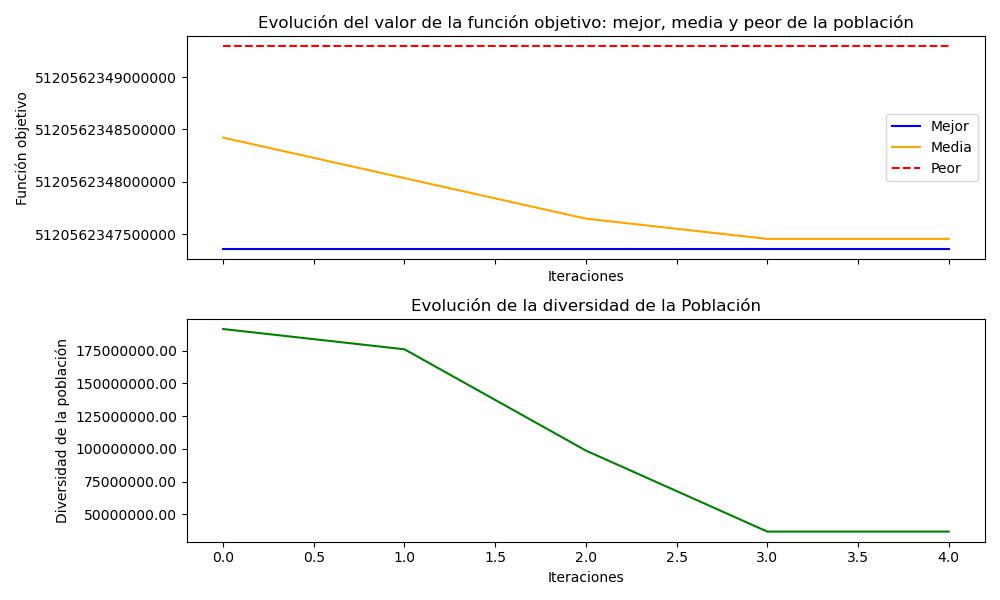 Evolución del valor de la función objetivo: mejor, media y peor de la población
Función objetivo
5120562349000000
5120562348500000
5120562348000000
5120562347500000
Mejor
Media
Peor
Iteraciones
Evolución de la diversidad de la Población
Diversidad de la población
175000000.00
150000000.00
125000000.00
100000000.00
75000000.00
50000000.00
0.0 0.5 1.0 1.5 2.0 2.5 3.0 3.5 4.0
Iteraciones